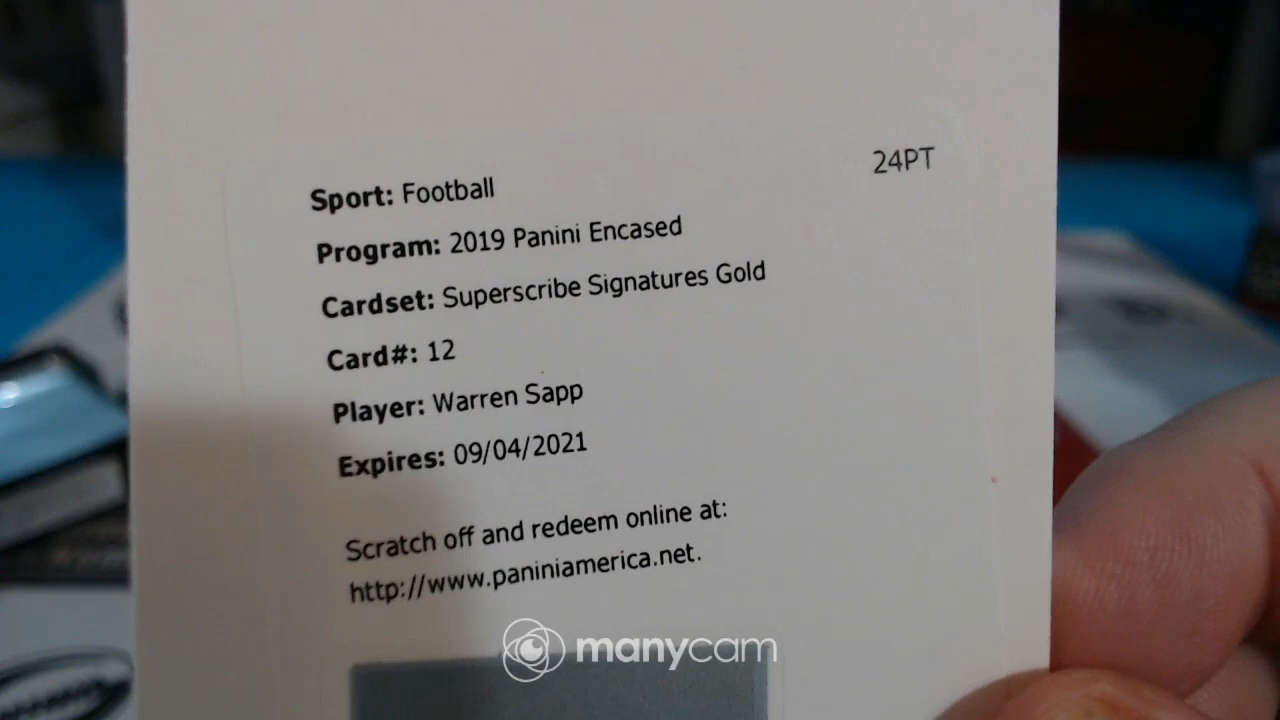 24PT
Sport: Football
Program: 2019 Panini Encased
Cardset: Superscribe Signatures Gold
Card#: 12
Player: Warren Sapp
Expires: 09/04/2021
Scratch off and redeem online at:
http://www.paniniamerica.net.
manycam